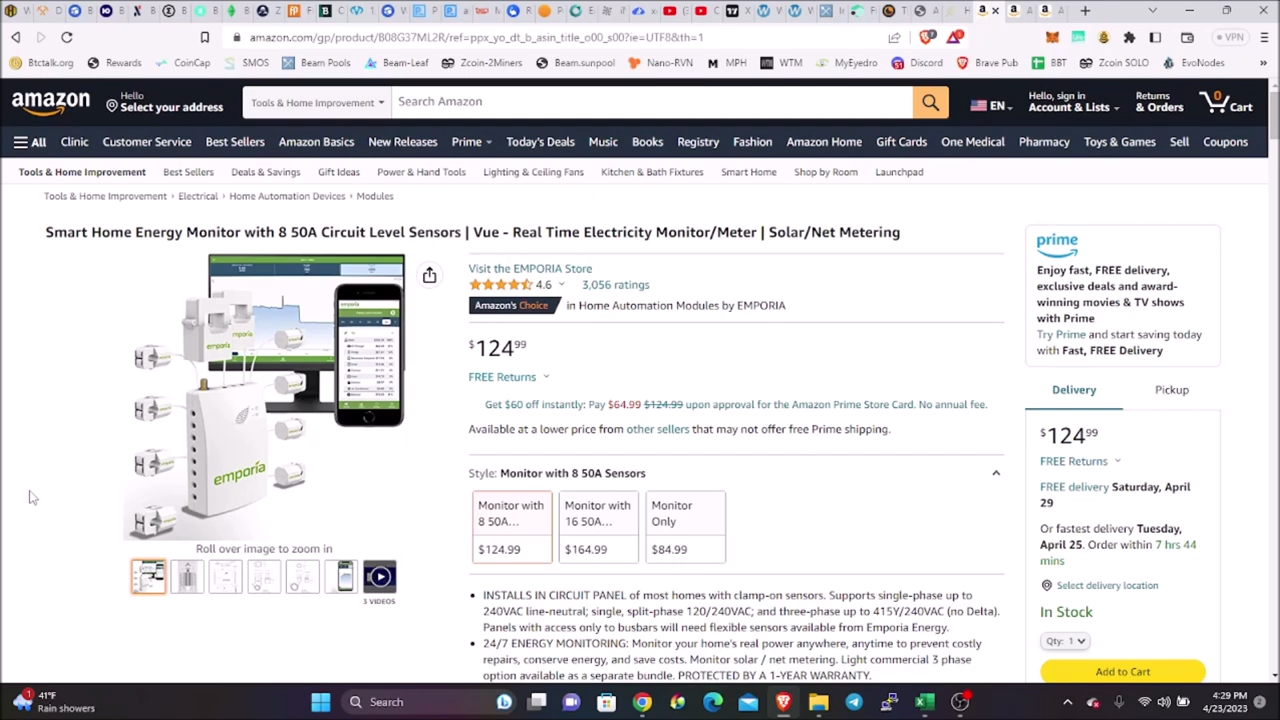 amazon.com/gp/product/B08G37ML2R/ref=ppx_yo_dt_b_asin_title_o00_s00?ie=UTF8&th=1
VPN
Btctalk.org Rewards CoinCap SMOS Beam Pools Beam-Leaf Zcoin-2Miners Beam.sunpool Nano-RVN MPH WTM MyEyedro Discord Brave Pub BBT Zcoin SOLO EvoNodes
amazon
Hello
Select your address
Tools & Home Improvement
Search Amazon
EN
Hello, sign in
Account & Lists
Returns
& Orders
0
Cart
All Clinic Customer Service Best Sellers Amazon Basics New Releases Prime Today's Deals Music Books Registry Fashion Amazon Home Gift Cards One Medical Pharmacy Toys & Games Sell Coupons
Tools & Home Improvement Best Sellers Deals & Savings Gift Ideas Power & Hand Tools Lighting & Ceiling Fans Kitchen & Bath Fixtures Smart Home Shop by Room Launchpad
Tools & Home Improvement › Electrical › Home Automation Devices › Modules
Smart Home Energy Monitor with 8 50A Circuit Level Sensors | Vue - Real Time Electricity Monitor/Meter | Solar/Net Metering
emporia
Roll over image to zoom in
3 VIDEOS
Visit the EMPORIA Store
4.6 3,056 ratings
Amazon's Choice in Home Automation Modules by EMPORIA
$124.99
FREE Returns
Get $60 off instantly: Pay $64.99 $124.99 upon approval for the Amazon Prime Store Card. No annual fee.
Available at a lower price from other sellers that may not offer free Prime shipping.
Style: Monitor with 8 50A Sensors
Monitor with
8 50A...
$124.99
Monitor with
16 50A...
$164.99
Monitor
Only
$84.99
• INSTALLS IN CIRCUIT PANEL of most homes with clamp-on sensors. Supports single-phase up to
240VAC line-neutral; single, split-phase 120/240VAC; and three-phase up to 415Y/240VAC (no Delta).
Panels with access only to busbars will need flexible sensors available from Emporia Energy.
• 24/7 ENERGY MONITORING: Monitor your home's real power anywhere, anytime to prevent costly
repairs, conserve energy, and save costs. Monitor solar / net metering. Light commercial 3 phase
option available as a separate bundle. PROTECTED BY A 1-YEAR WARRANTY.
prime
Enjoy fast, FREE delivery,
exclusive deals and award-
winning movies & TV shows
with Prime
Try Prime and start saving today
with Fast, FREE Delivery
Delivery Pickup
$124.99
FREE Returns
FREE delivery Saturday, April
29
Or fastest delivery Tuesday,
April 25. Order within 7 hrs 44
mins
Select delivery location
In Stock
Qty: 1
Add to Cart
1
41°F
Rain showers
Search
4:29 PM
4/23/2023